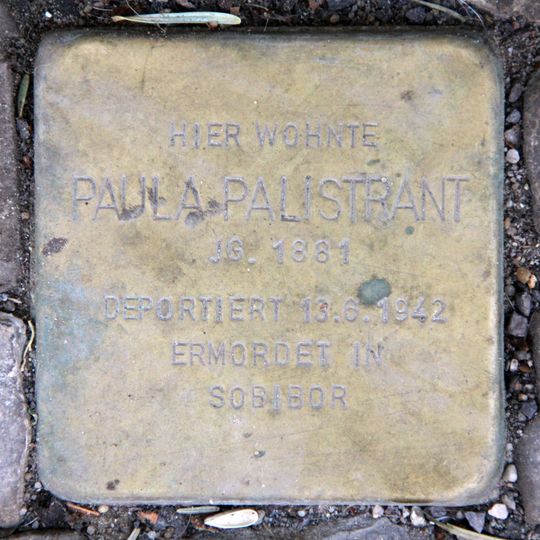 HIER WOHNTE
PAULA PALISTRANT
JG. 1881
DEPORTIERT 13.6.1942
ERMORDET IN
SOBIBOR